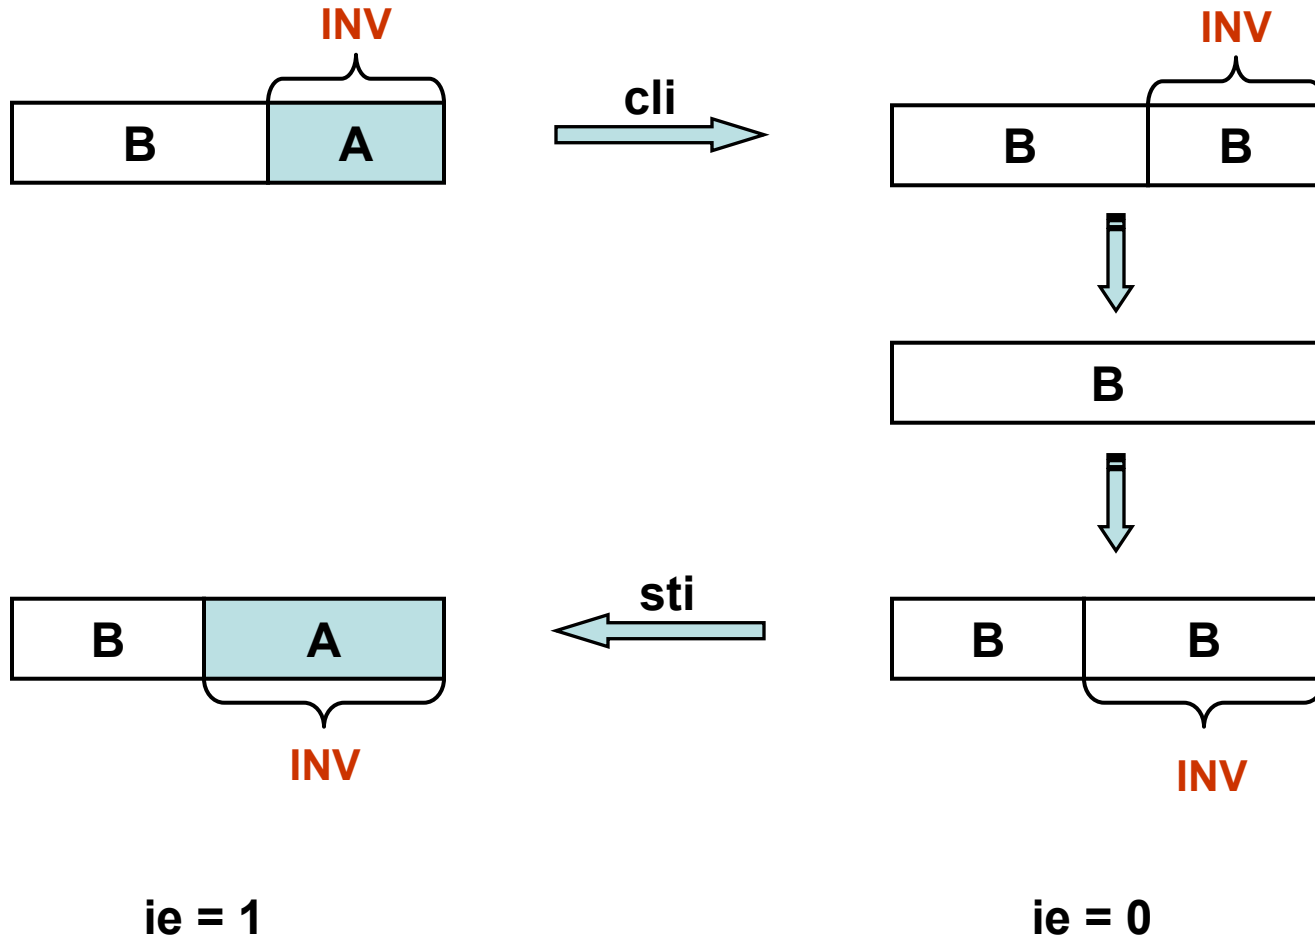 INV
INV
B A
cli
B B
B
B A
sti
B B
INV
INV
ie = 1
ie = 0